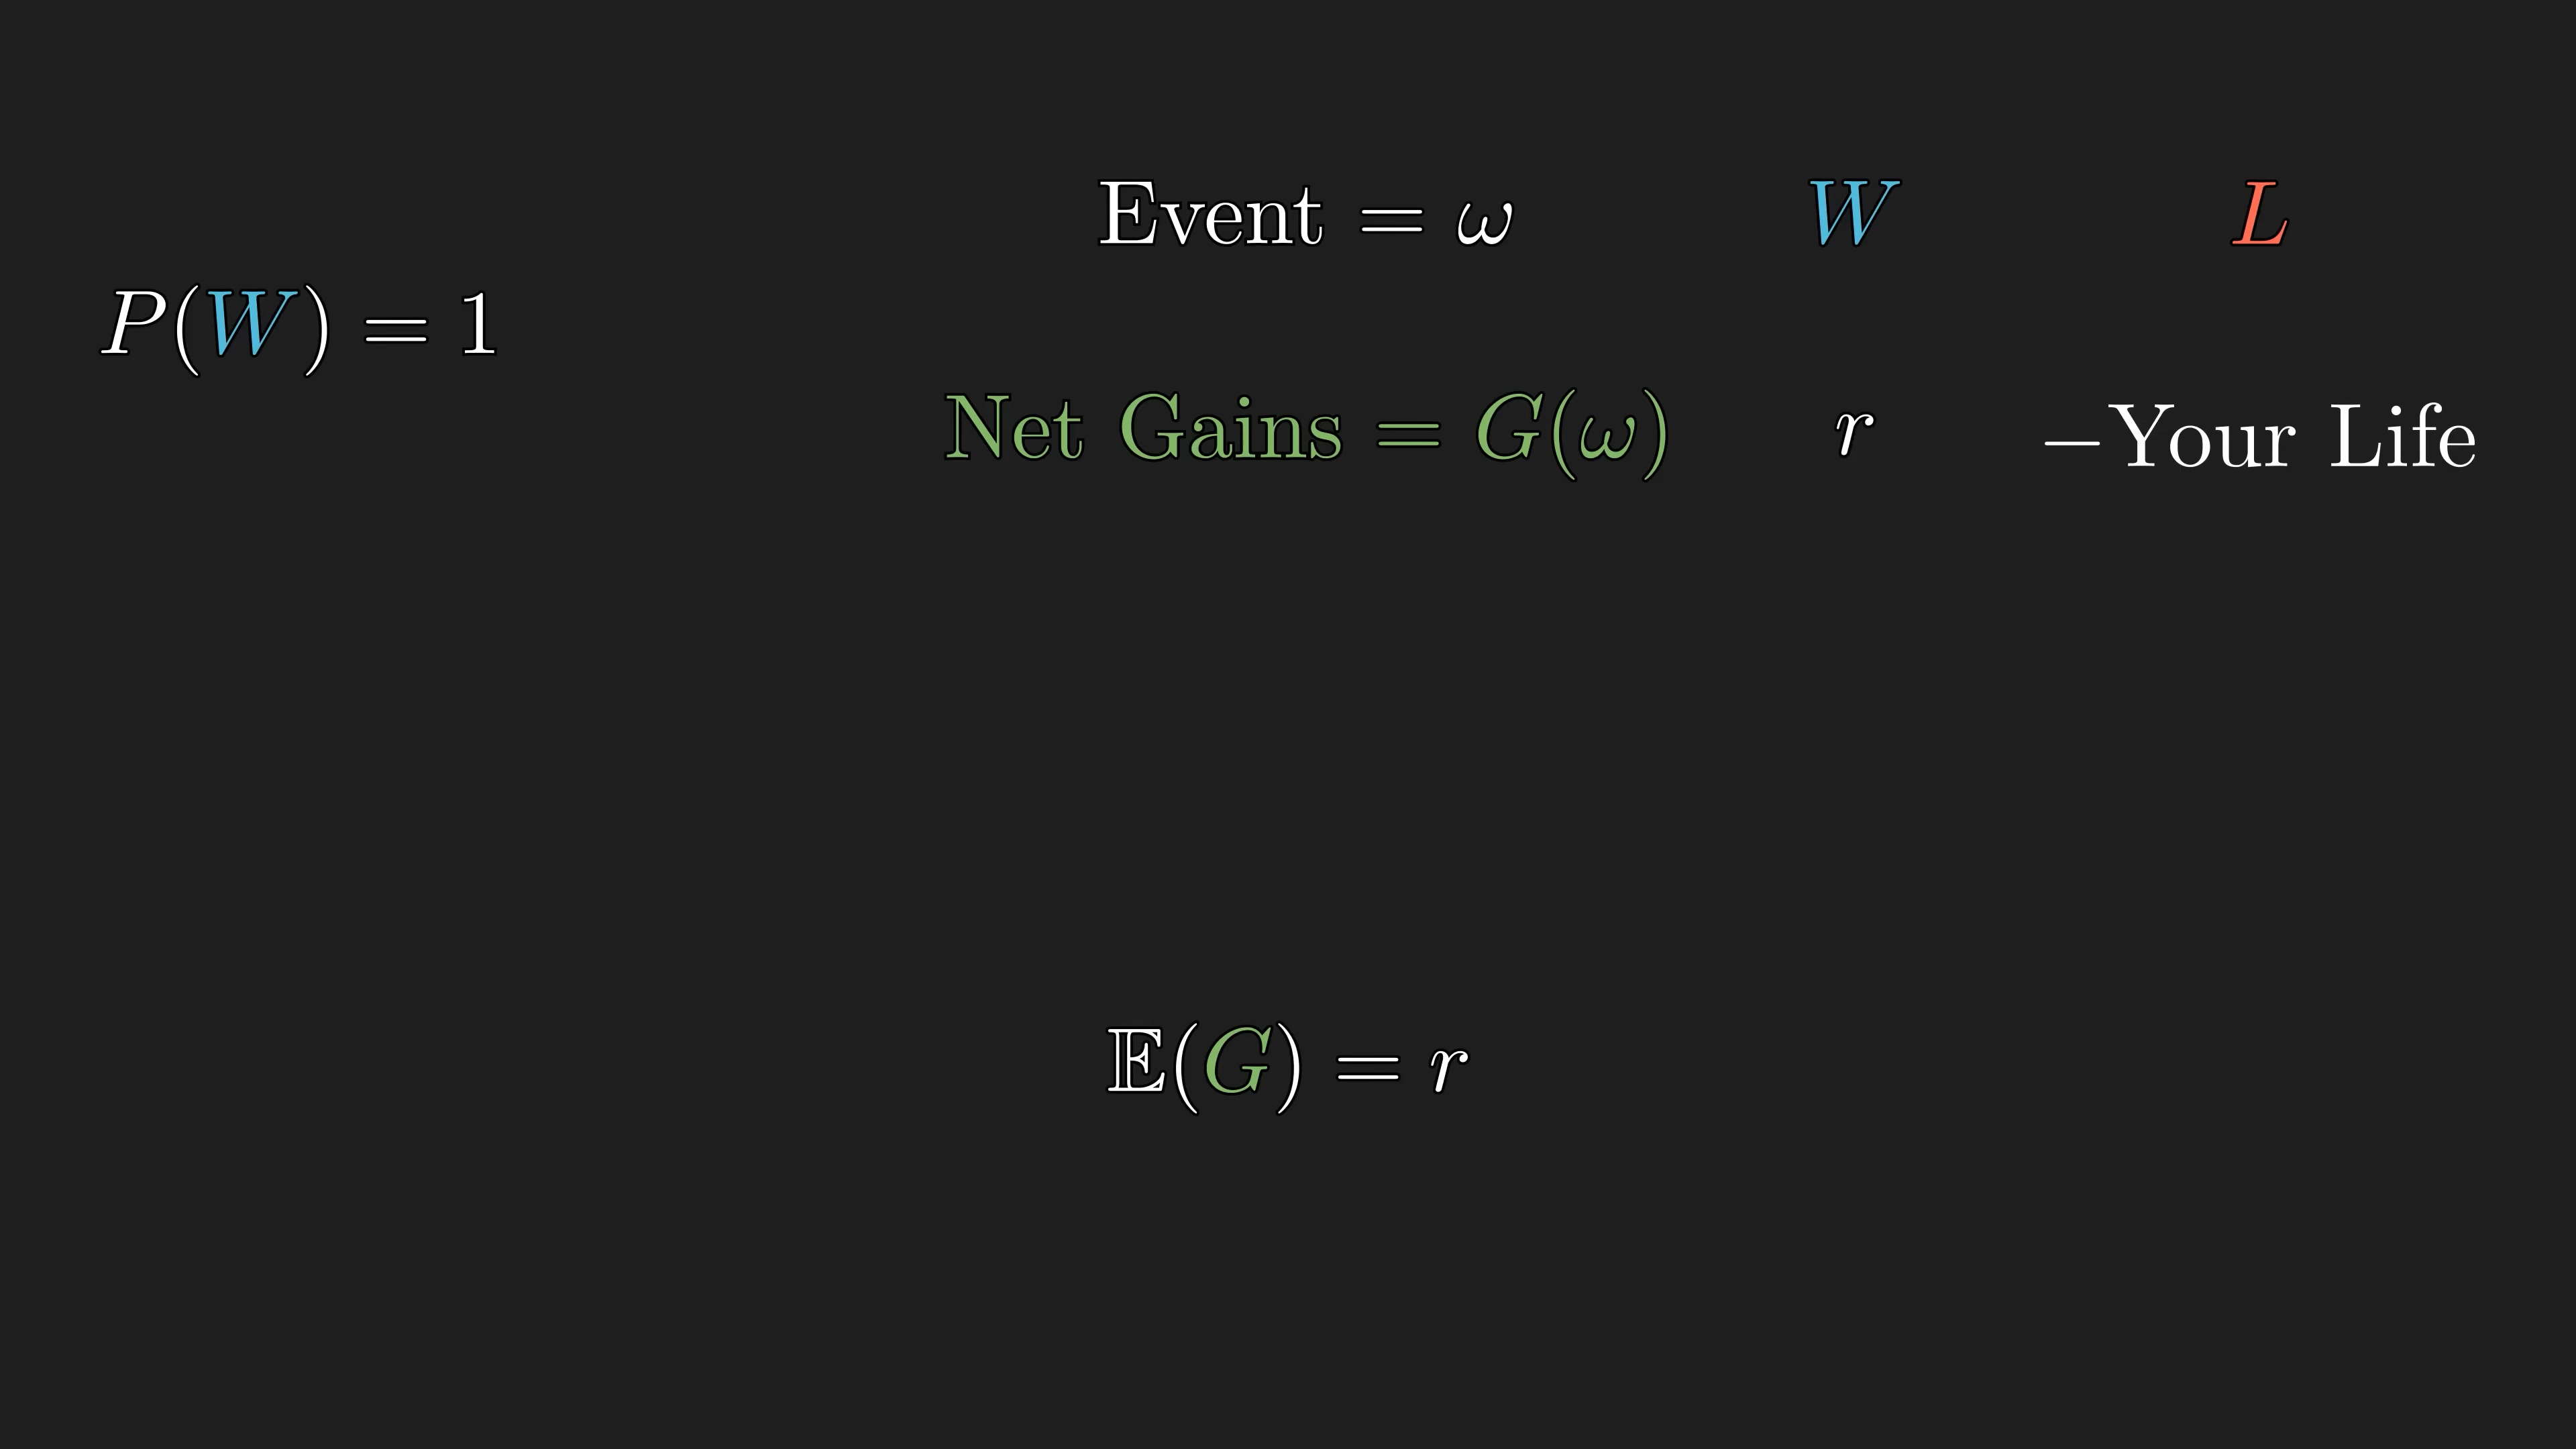 Event = ω W L
P(W) = 1
Net Gains = G(ω) r −Your Life
𝔼(G) = r